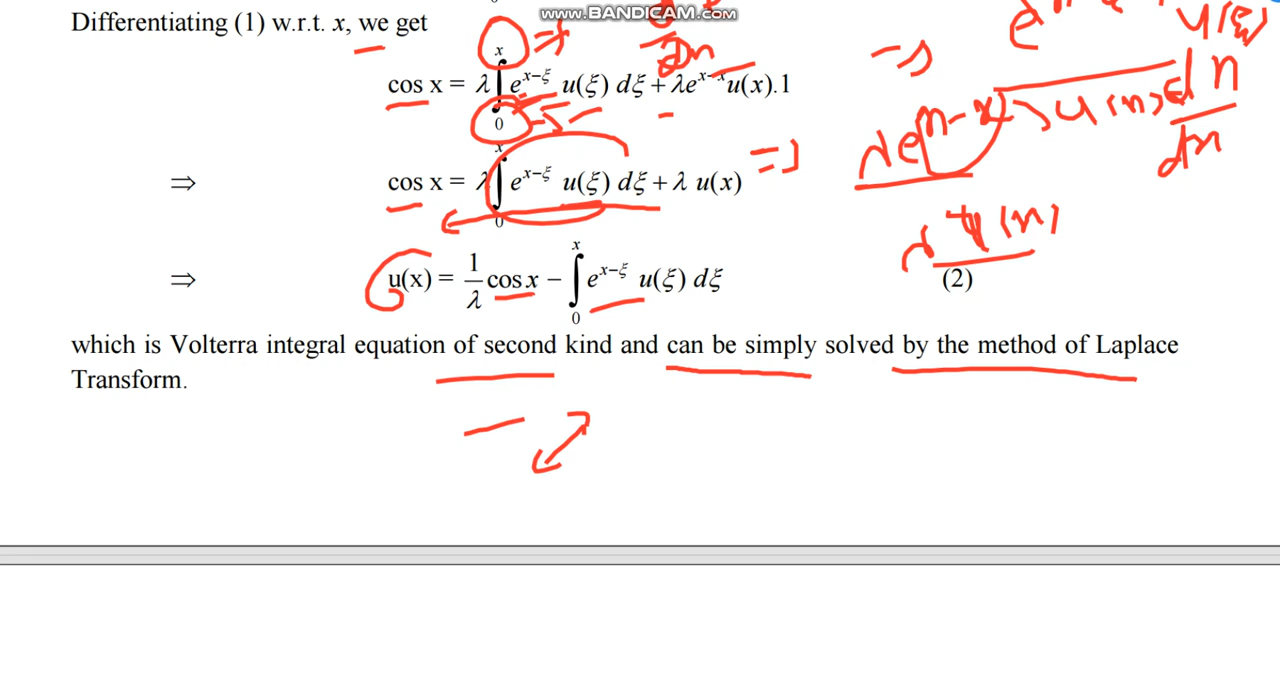 www.BANDICAM.com
Differentiating (1) w.r.t. x, we get
cos x = λ ∫₀ˣ e^{x−ξ} u(ξ) dξ + λe^{x−x} u(x).1
⇒ cos x = λ ∫₀ˣ e^{x−ξ} u(ξ) dξ + λ u(x)
⇒ u(x) = 1/λ cos x − ∫₀ˣ e^{x−ξ} u(ξ) dξ (2)
which is Volterra integral equation of second kind and can be simply solved by the method of Laplace
Transform.